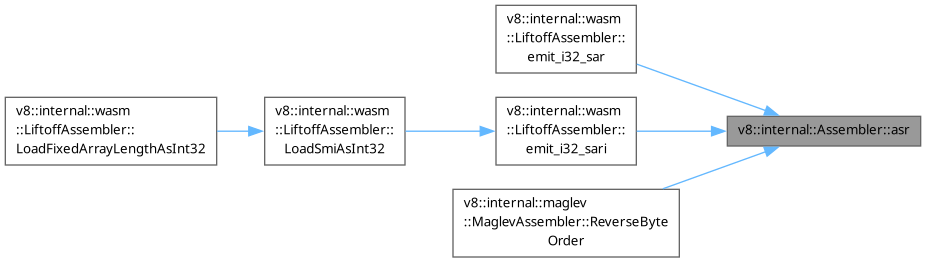 v8::internal::wasm
::LiftoffAssembler::
emit_i32_sar
v8::internal::wasm
::LiftoffAssembler::
LoadFixedArrayLengthAsInt32
v8::internal::wasm
::LiftoffAssembler::
LoadSmiAsInt32
v8::internal::wasm
::LiftoffAssembler::
emit_i32_sari
v8::internal::Assembler::asr
v8::internal::maglev
::MaglevAssembler::ReverseByte
Order